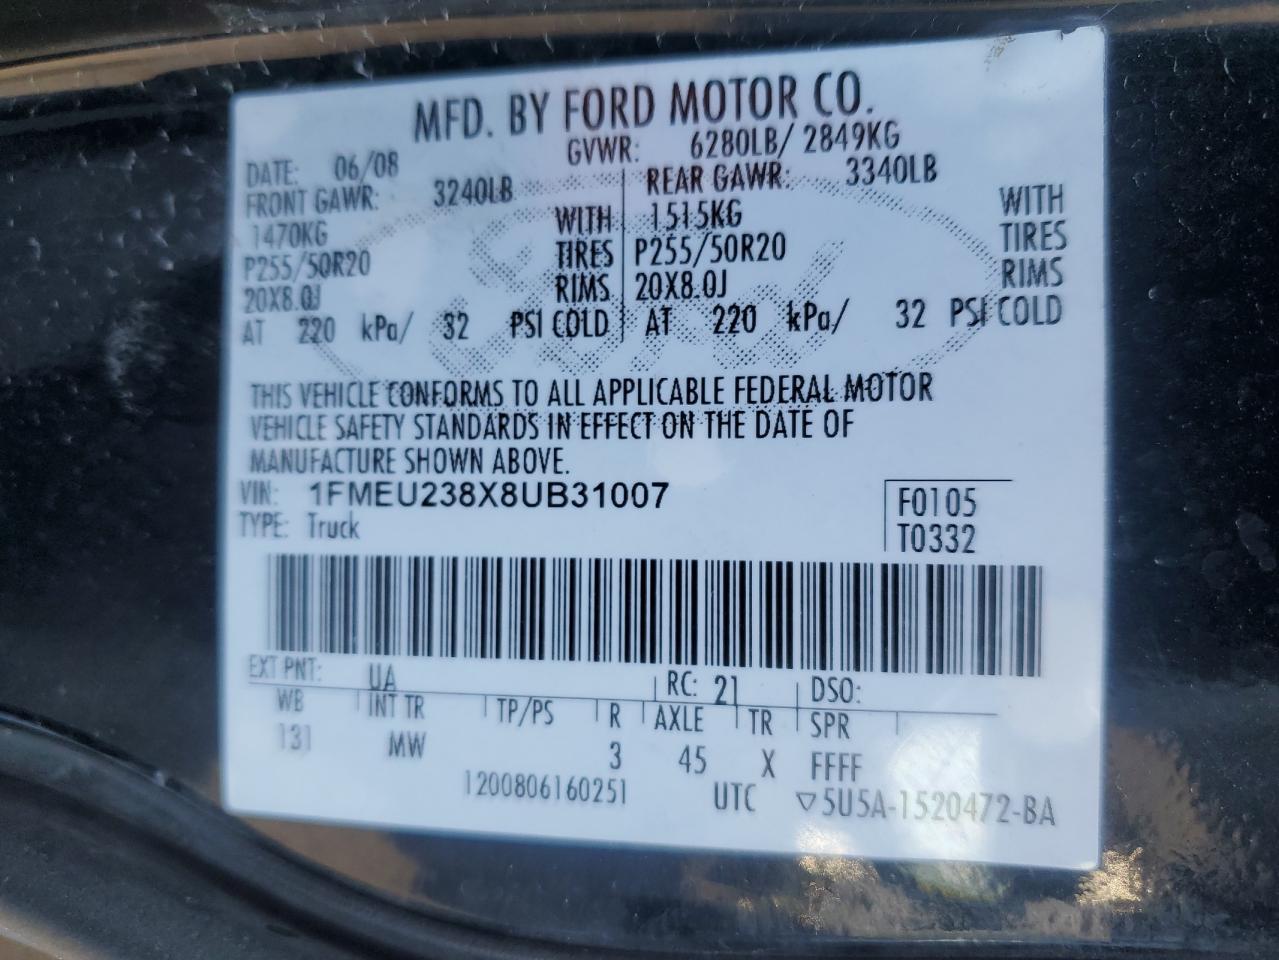 MFD. BY FORD MOTOR CO.
DATE: 06/08 GVWR: 6280LB/ 2849KG
FRONT GAWR: 3240LB REAR GAWR: 3340LB
1470KG WITH 1515KG WITH
P255/50R20 TIRES P255/50R20 TIRES
20X8.0J RIMS 20X8.0J RIMS
AT 220 kPa/ 32 PSI COLD AT 220 kPa/ 32 PSI COLD
THIS VEHICLE CONFORMS TO ALL APPLICABLE FEDERAL MOTOR
VEHICLE SAFETY STANDARDS IN EFFECT ON THE DATE OF
MANUFACTURE SHOWN ABOVE.
VIN: 1FMEU238X8UB31007 F0105
TYPE: Truck T0332
EXT PNT: UA RC: 21 DSO:
WB INT TR TP/PS R AXLE TR SPR
131 MW 3 45 X FFFF
1200806160251 UTC ▽5U5A-1520472-BA